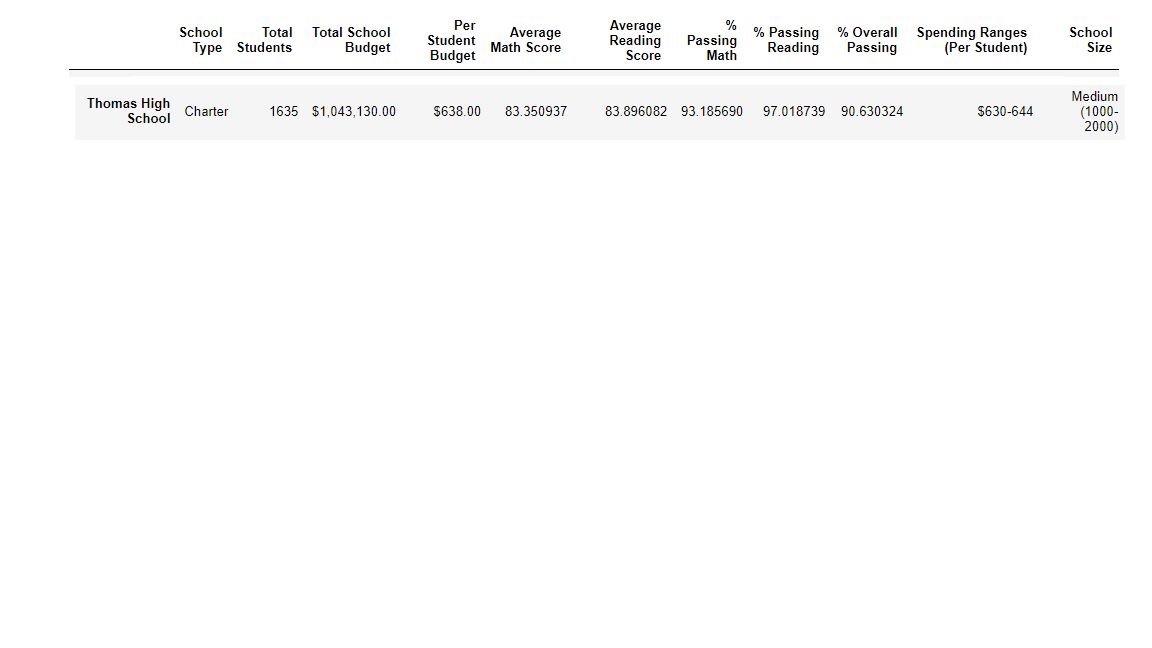 School Type Total Students Total School Budget Per Student Budget Average Math Score Average Reading Score % Passing Math % Passing Reading % Overall Passing Spending Ranges (Per Student) School Size
Thomas High School Charter 1635 $1,043,130.00 $638.00 83.350937 83.896082 93.185690 97.018739 90.630324 $630-644 Medium (1000-2000)